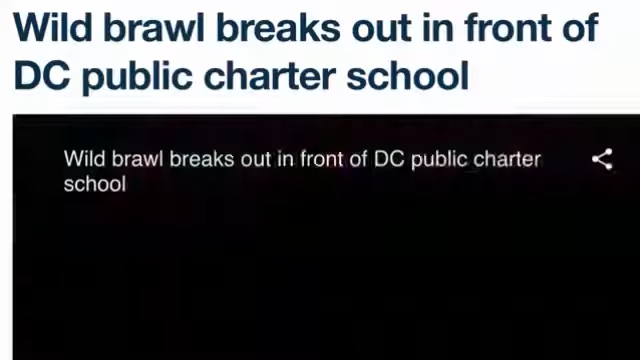 Wild brawl breaks out in front of
DC public charter school
Wild brawl breaks out in front of DC public charter
school